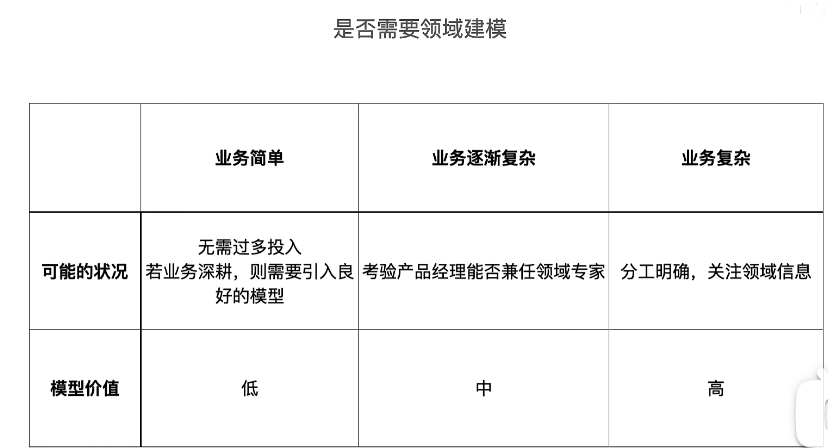 是否需要领域建模
业务简单
业务逐渐复杂
业务复杂
可能的状况
无需过多投入
若业务深耕，则需要引入良
好的模型
考验产品经理能否兼任领域专家
分工明确，关注领域信息
模型价值
低
中
高